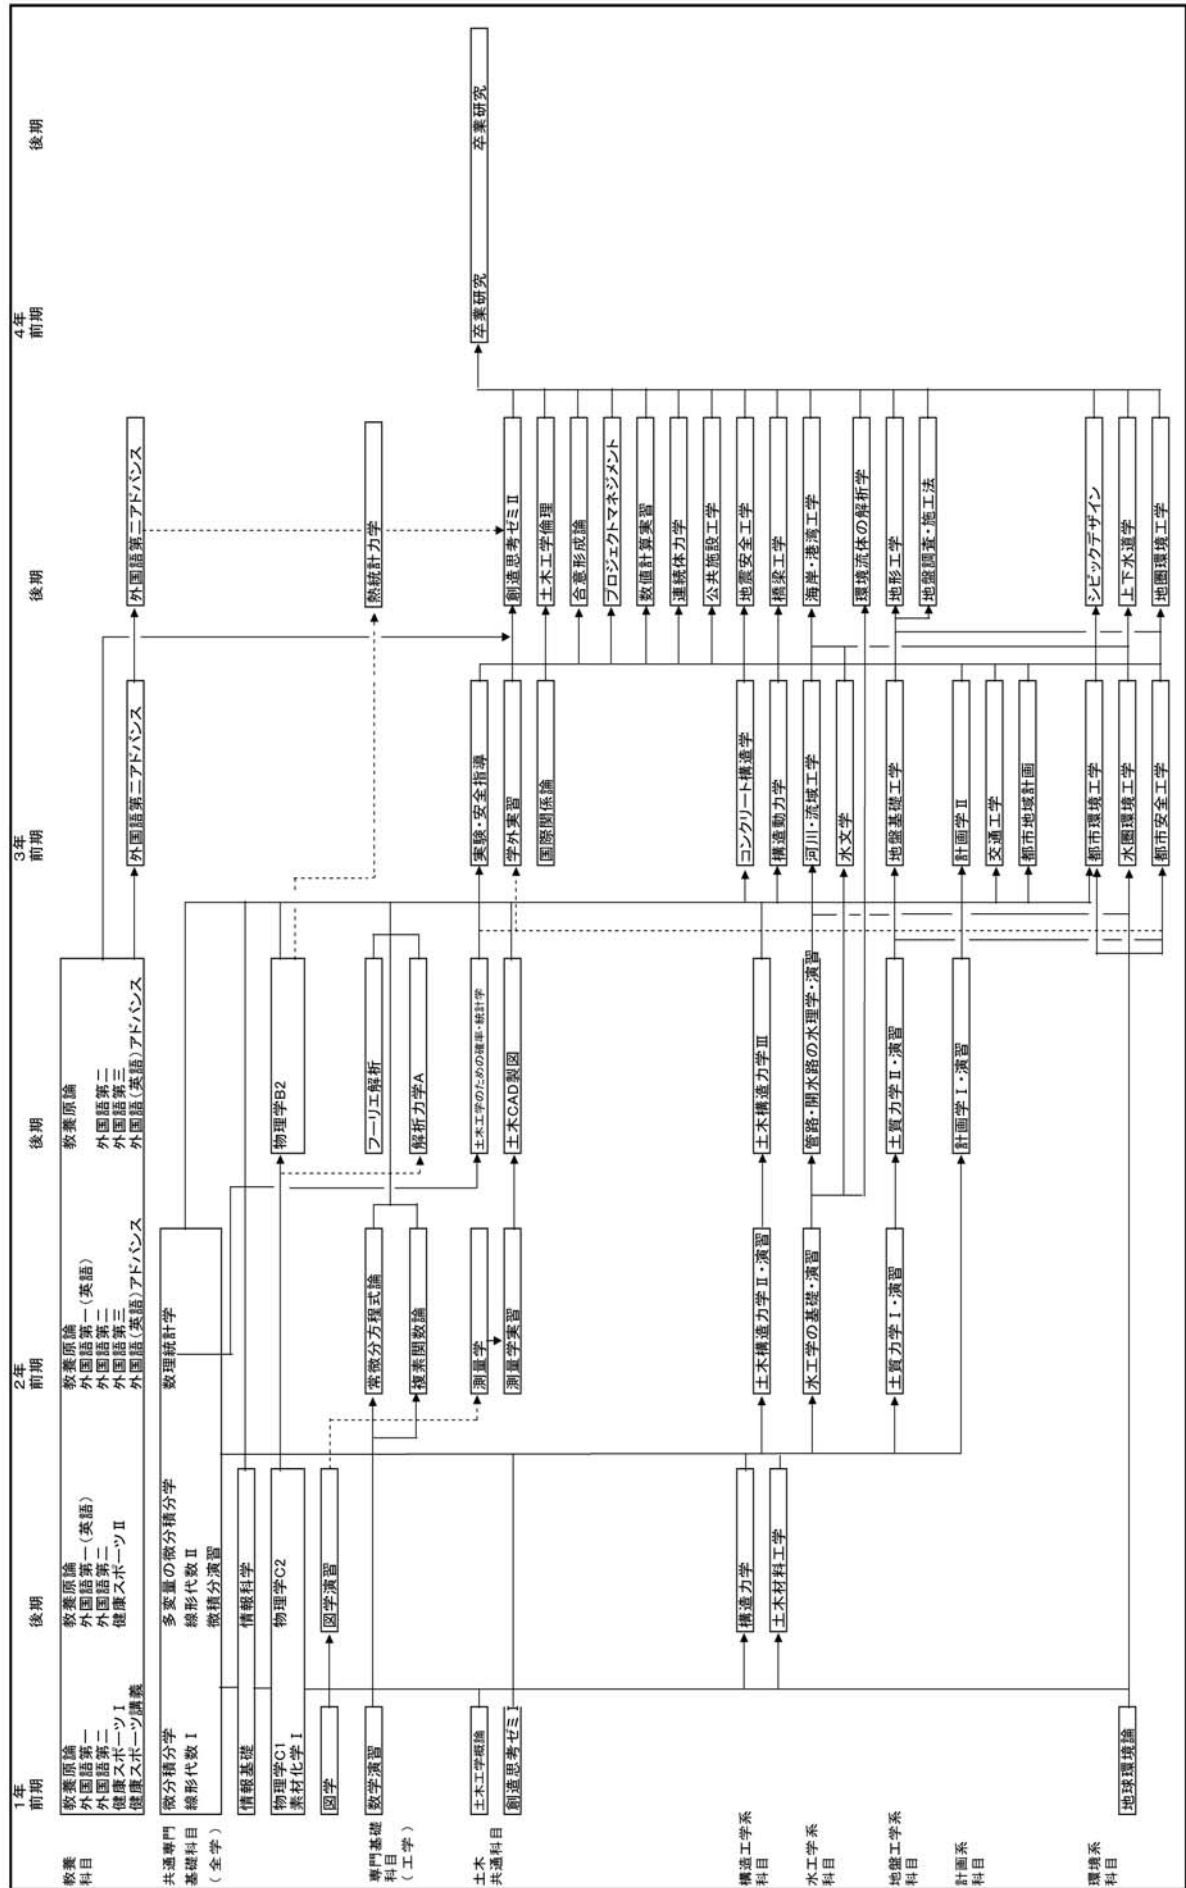 1年
前期
後期
2年
前期
後期
3年
前期
後期
4年
前期
後期
教養
科目
教養原論
外国語第一
外国語第二
健康スポーツⅠ
健康スポーツ講義
教養原論
外国語第一(英語)
外国語第二
健康スポーツⅡ
教養原論
外国語第一(英語)
外国語第二
外国語第三
外国語(英語)アドバンス
教養原論
外国語第二
外国語第三
外国語(英語)アドバンス
外国語第二アドバンス
外国語第二アドバンス
共通専門
基礎科目
(全学)
微分積分学
線形代数Ⅰ
多変量の微分積分学
線形代数Ⅱ
微積分演習
数理統計学
情報基礎
情報科学
物理学C1
素材化学Ⅰ
物理学C2
物理学B2
図学
図学演習
専門基礎
科目
(工学)
数学演習
常微分方程式論
フーリエ解析
熱統計力学
複素関数論
解析力学A
土木
共通科目
土木工学概論
測量学
土木工学のための確率・統計学
実験・安全指導
卒業研究
卒業研究
創造思考ゼミⅠ
測量学実習
土木CAD製図
学外実習
創造思考ゼミⅡ
国際関係論
土木工学倫理
合意形成論
プロジェクトマネジメント
数値計算実習
連続体力学
公共施設工学
構造工学系
科目
構造力学
土木構造力学Ⅱ・演習
土木構造力学Ⅲ
コンクリート構造学
地震安全工学
土木材料工学
構造動力学
橋梁工学
水工学系
科目
水工学の基礎・演習
管路・開水路の水理学・演習
河川・流域工学
海岸・港湾工学
水文学
環境流体の解析学
地盤工学系
科目
土質力学Ⅰ・演習
土質力学Ⅱ・演習
地盤基礎工学
地形工学
地盤調査・施工法
計画系
科目
計画学Ⅰ・演習
計画学Ⅱ
交通工学
都市地域計画
環境系
科目
地球環境論
都市環境工学
シビックデザイン
水圏環境工学
上下水道学
都市安全工学
地圏環境工学